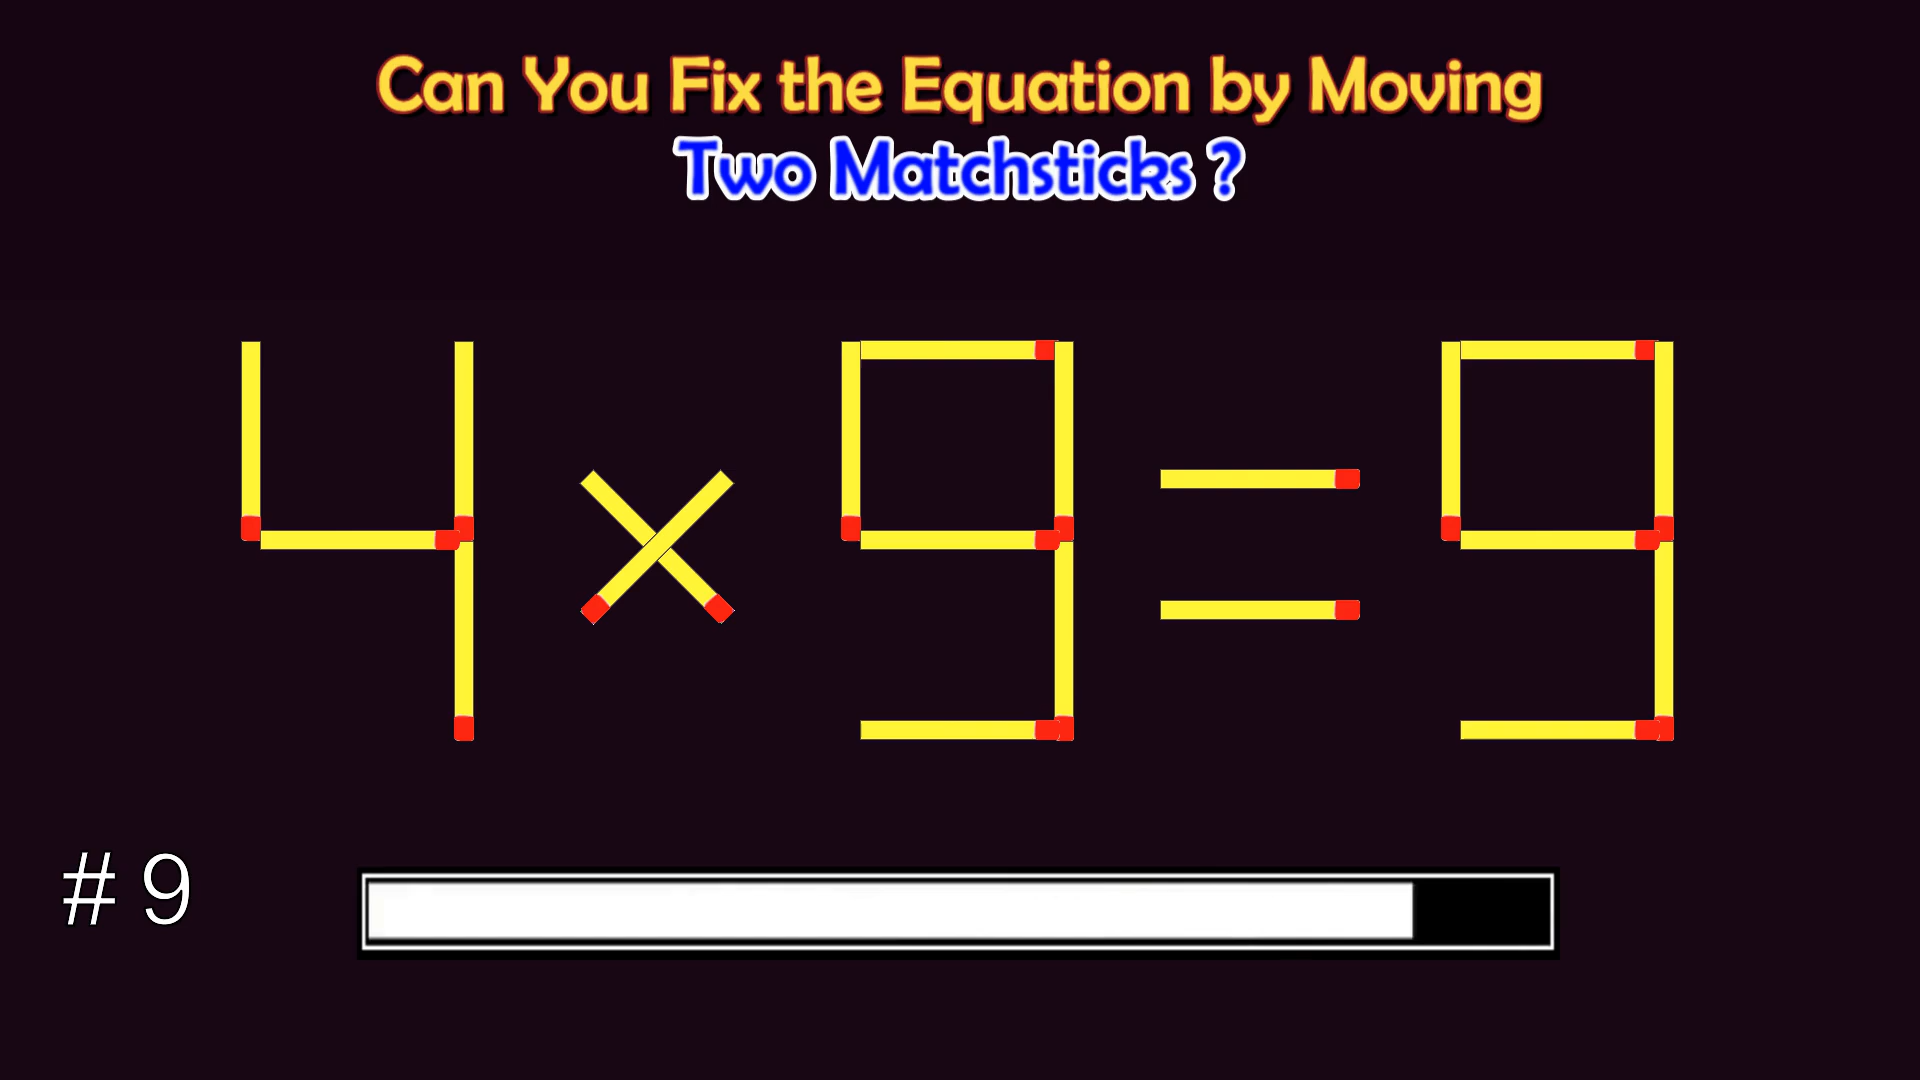 Can You Fix the Equation by Moving
Two Matchsticks ?
4 × 9 = 9
# 9